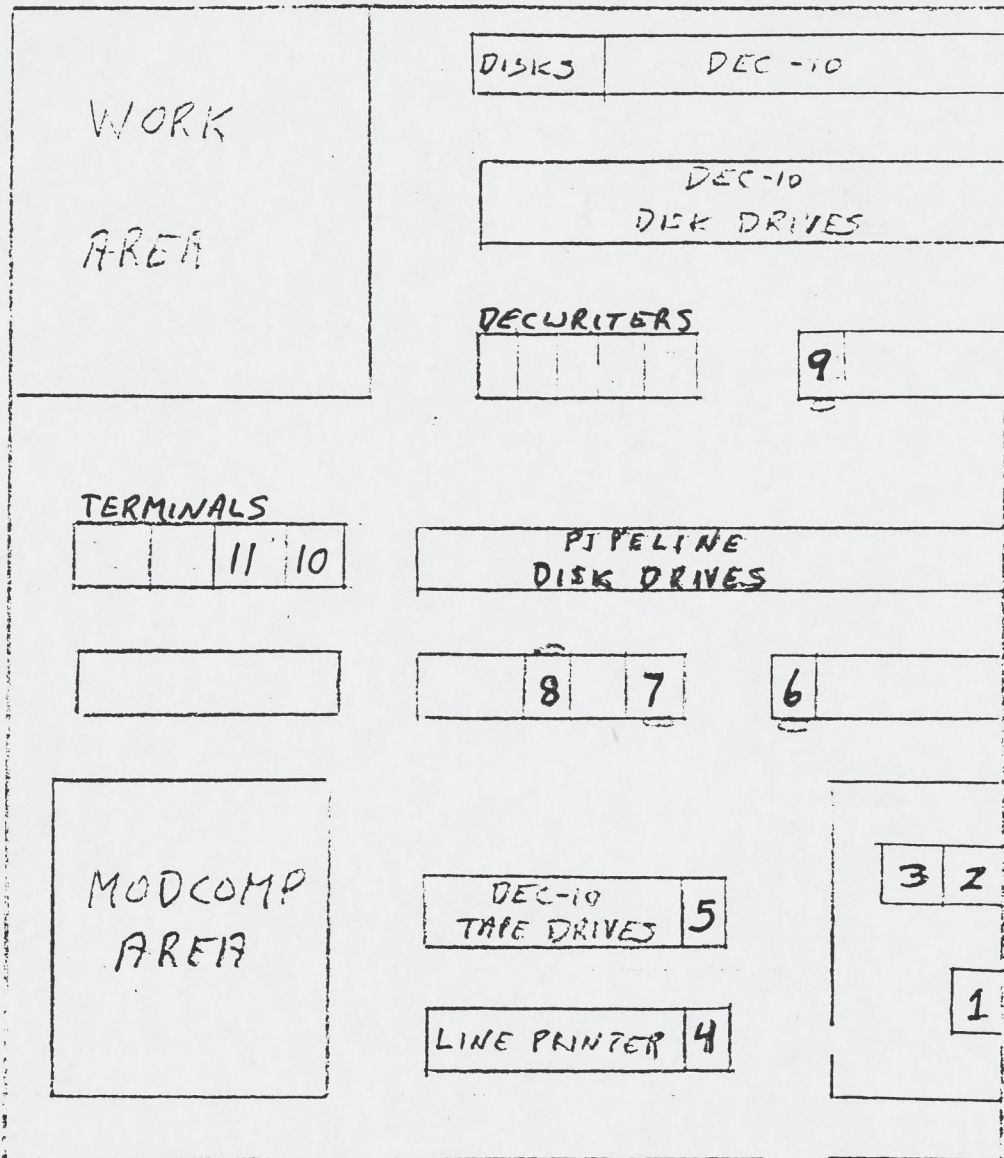 WORK
AREA
DISKS DEC-10
DEC-10
DISK DRIVES
DECWRITERS
9
TERMINALS
11 10
PIPELINE
DISK DRIVES
8 7 6
MODCOMP
AREA
DEC-10
TAPE DRIVES 5
LINE PRINTER 4
3 2
1